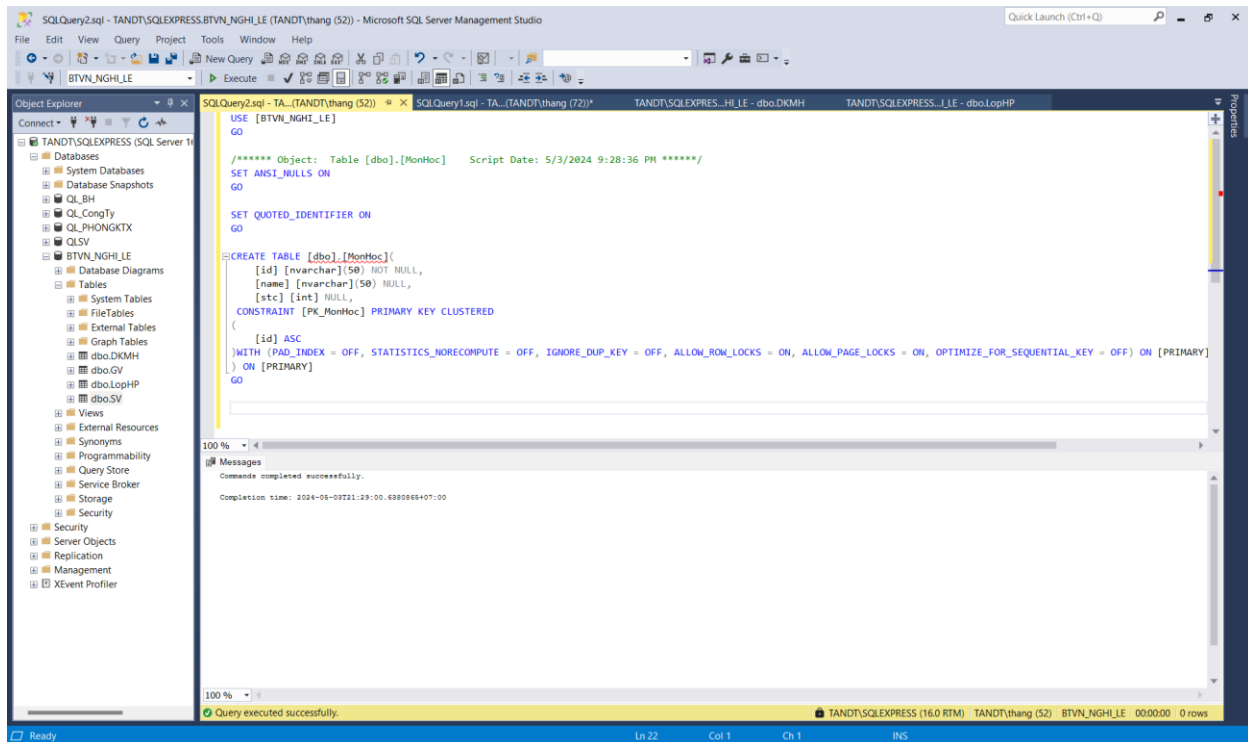 SQLQuery2.sql - TANDT\SQLEXPRESS.BTVN_NGHI_LE (TANDT\thang (52)) - Microsoft SQL Server Management Studio
Quick Launch (Ctrl+Q)
File Edit View Query Project Tools Window Help
New Query
BTVN_NGHI_LE
Execute
Object Explorer
SQLQuery2.sql - TA...(TANDT\thang (52))
SQLQuery1.sql - TA...(TANDT\thang (72))*
TANDT\SQLEXPRES...HI_LE - dbo.DKMH
TANDT\SQLEXPRESS...I_LE - dbo.LopHP
Properties
Connect
TANDT\SQLEXPRESS (SQL Server 16
Databases
System Databases
Database Snapshots
QL_BH
QL_CongTy
QL_PHONGKTX
QLSV
BTVN_NGHI_LE
Database Diagrams
Tables
System Tables
FileTables
External Tables
Graph Tables
dbo.DKMH
dbo.GV
dbo.LopHP
dbo.SV
Views
External Resources
Synonyms
Programmability
Query Store
Service Broker
Storage
Security
Security
Server Objects
Replication
Management
XEvent Profiler
USE [BTVN_NGHI_LE]
GO
/****** Object: Table [dbo].[MonHoc] Script Date: 5/3/2024 9:28:36 PM ******/
SET ANSI_NULLS ON
GO
SET QUOTED_IDENTIFIER ON
GO
CREATE TABLE [dbo].[MonHoc](
[id] [nvarchar](50) NOT NULL,
[name] [nvarchar](50) NULL,
[stc] [int] NULL,
CONSTRAINT [PK_MonHoc] PRIMARY KEY CLUSTERED
(
[id] ASC
)WITH (PAD_INDEX = OFF, STATISTICS_NORECOMPUTE = OFF, IGNORE_DUP_KEY = OFF, ALLOW_ROW_LOCKS = ON, ALLOW_PAGE_LOCKS = ON, OPTIMIZE_FOR_SEQUENTIAL_KEY = OFF) ON [PRIMARY]
) ON [PRIMARY]
GO
100 %
Messages
Commands completed successfully.
Completion time: 2024-05-03T21:29:00.6380865+07:00
100 %
Query executed successfully.
TANDT\SQLEXPRESS (16.0 RTM) TANDT\thang (52) BTVN_NGHI_LE 00:00:00 0 rows
Ready
Ln 22 Col 1 Ch 1 INS